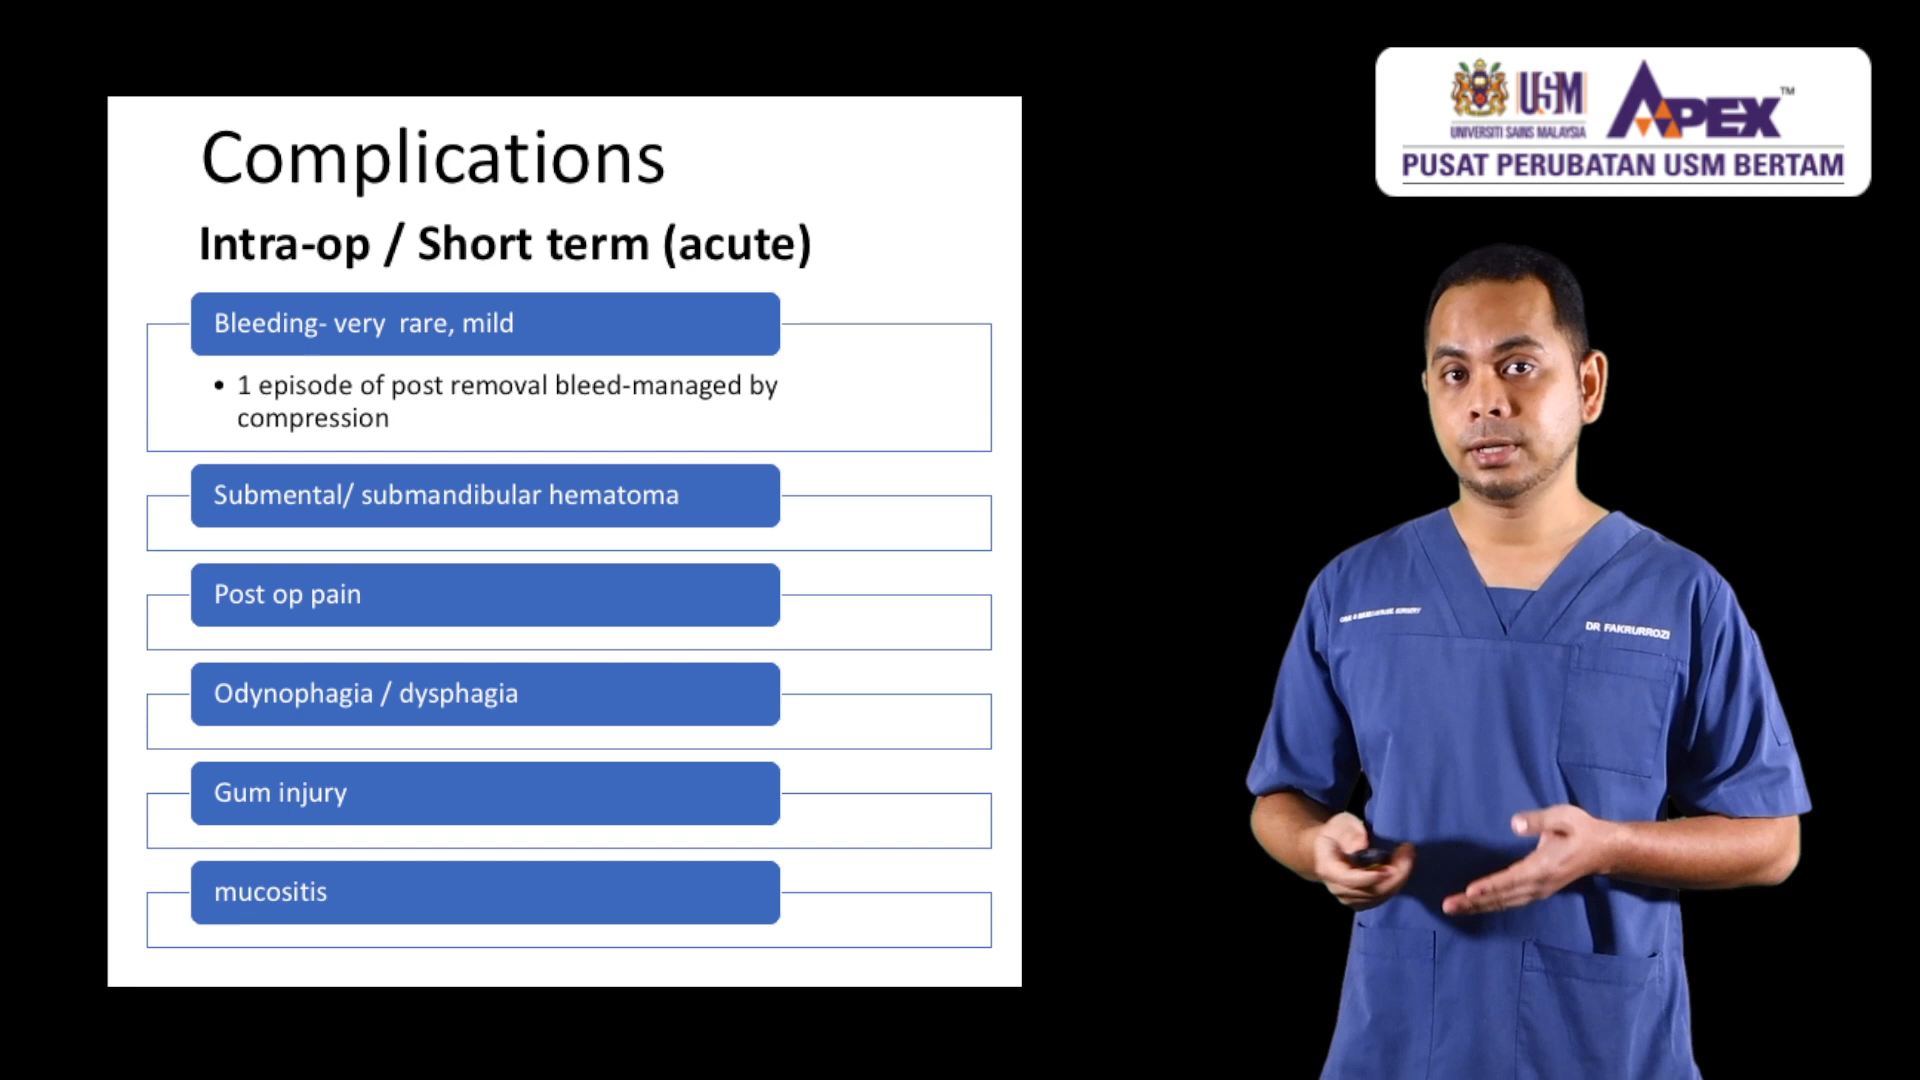 Complications
Intra-op / Short term (acute)
Bleeding- very rare, mild
• 1 episode of post removal bleed-managed by
compression
Submental/ submandibular hematoma
Post op pain
Odynophagia / dysphagia
Gum injury
mucositis
USM
UNIVERSITI SAINS MALAYSIA
APEX™
PUSAT PERUBATAN USM BERTAM
DR FAKRURROZI